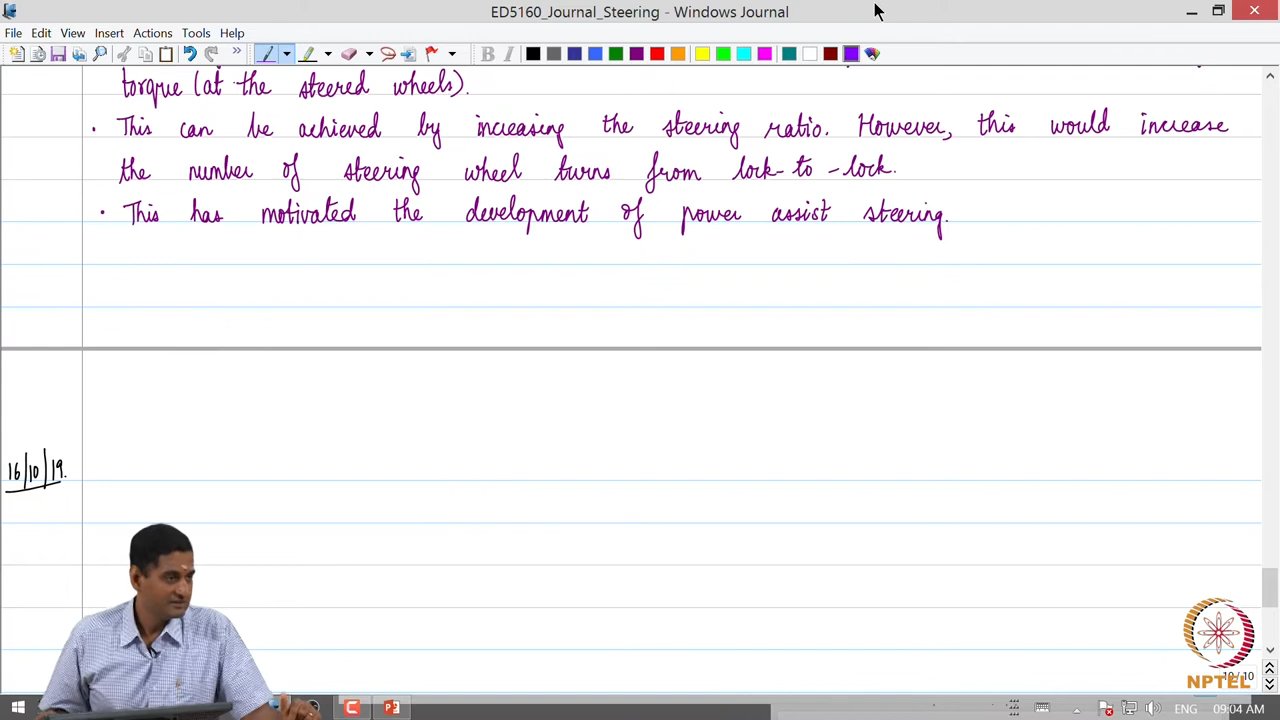 ED5160_Journal_Steering - Windows Journal
File Edit View Insert Actions Tools Help
torque (at the steered wheels).
• This can be achieved by increasing the steering ratio. However, this would increase
the number of steering wheel turns from lock-to-lock.
• This has motivated the development of power assist steering.
16/10/19.
NPTEL
ENG 09:04 AM